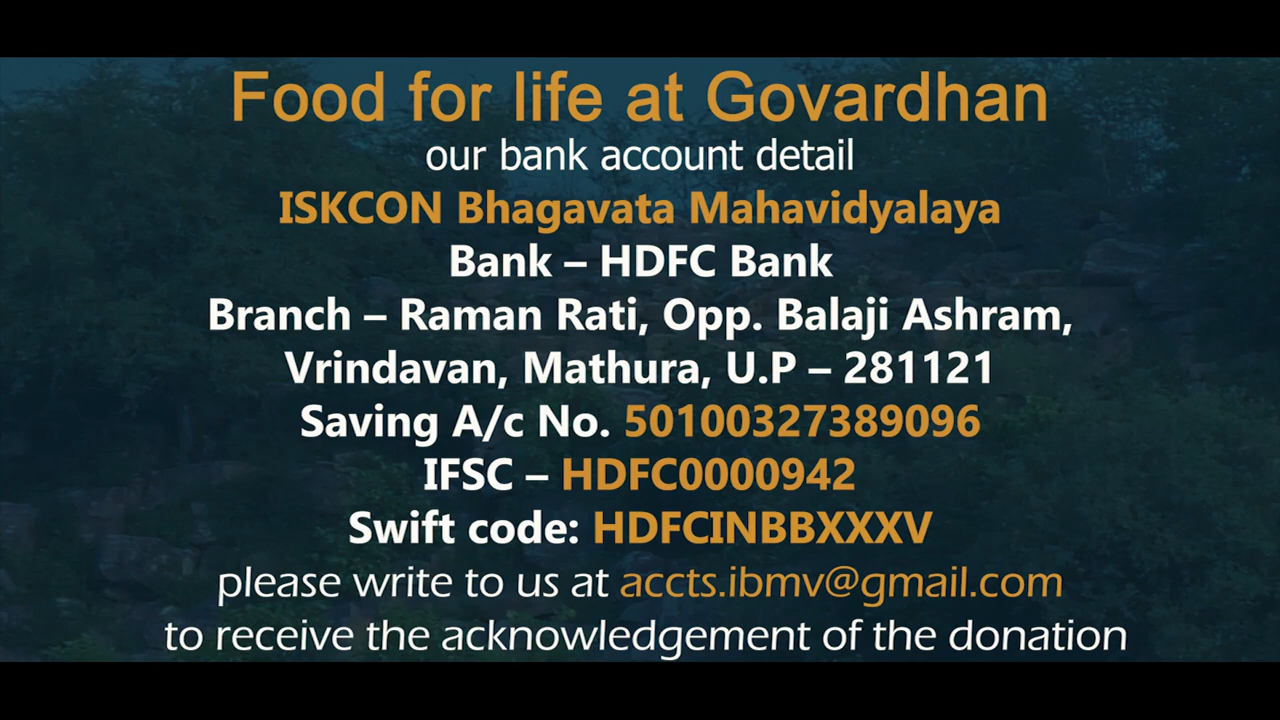 Food for life at Govardhan
our bank account detail
ISKCON Bhagavata Mahavidyalaya
Bank – HDFC Bank
Branch – Raman Rati, Opp. Balaji Ashram,
Vrindavan, Mathura, U.P – 281121
Saving A/c No. 50100327389096
IFSC – HDFC0000942
Swift code: HDFCINBBXXXV
please write to us at accts.ibmv@gmail.com
to receive the acknowledgement of the donation